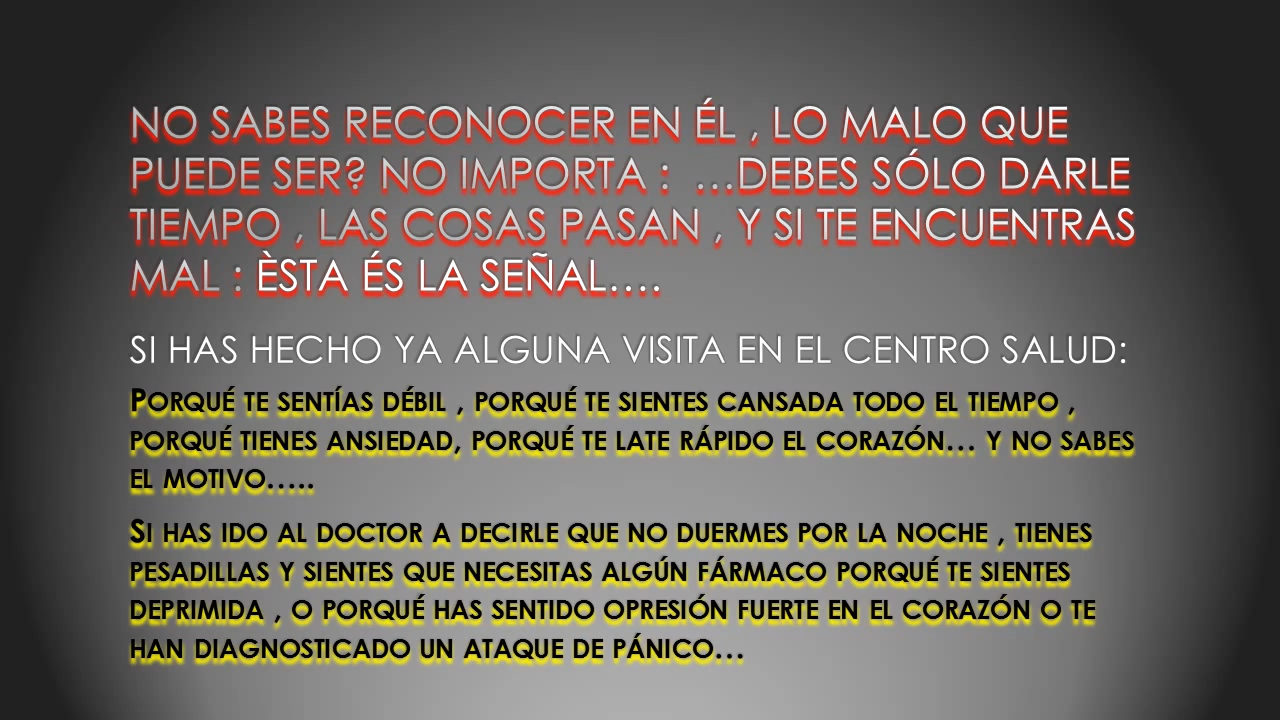 NO SABES RECONOCER EN ÉL , LO MALO QUE
PUEDE SER? NO IMPORTA : …DEBES SÓLO DARLE
TIEMPO , LAS COSAS PASAN , Y SI TE ENCUENTRAS
MAL : ÈSTA ÉS LA SEÑAL….
SI HAS HECHO YA ALGUNA VISITA EN EL CENTRO SALUD:
PORQUÉ TE SENTÍAS DÉBIL , PORQUÉ TE SIENTES CANSADA TODO EL TIEMPO ,
PORQUÉ TIENES ANSIEDAD, PORQUÉ TE LATE RÁPIDO EL CORAZÓN… Y NO SABES
EL MOTIVO…..
SI HAS IDO AL DOCTOR A DECIRLE QUE NO DUERMES POR LA NOCHE , TIENES
PESADILLAS Y SIENTES QUE NECESITAS ALGÚN FÁRMACO PORQUÉ TE SIENTES
DEPRIMIDA , O PORQUÉ HAS SENTIDO OPRESIÓN FUERTE EN EL CORAZÓN O TE
HAN DIAGNOSTICADO UN ATAQUE DE PÁNICO…